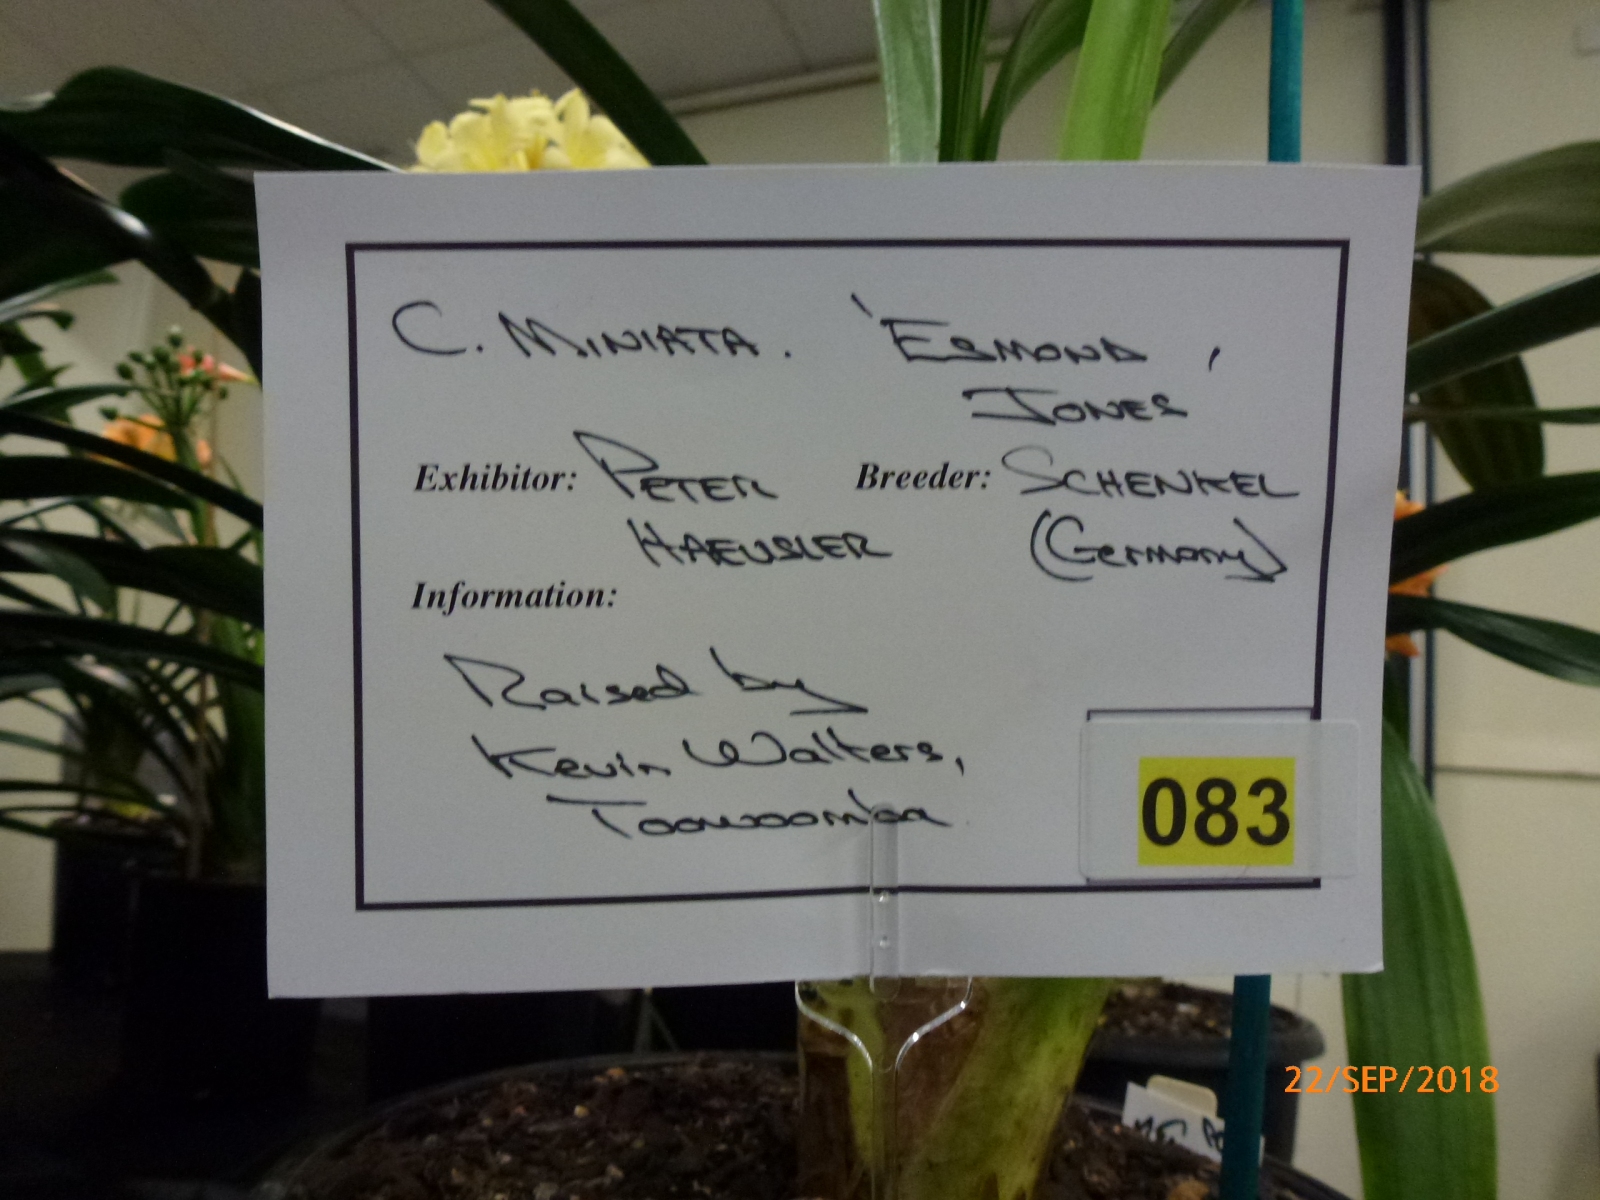 C. MINIATA. 'ESMOND
JONES'
Exhibitor: PETER
HAEUSLER
Breeder: SCHENKEL
(Germany)
Information:
Raised by
Kevin Walters,
Toowoomba
083
22/SEP/2018